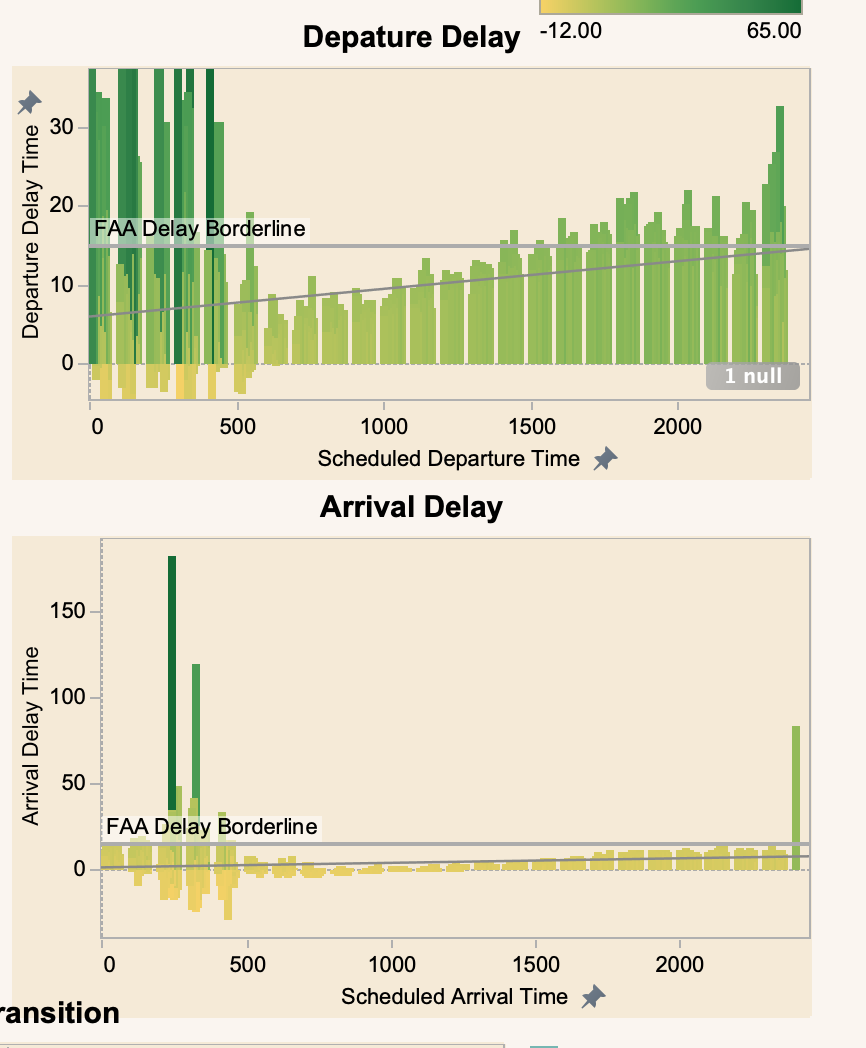 -12.00
65.00
Depature Delay
Departure Delay Time
30
20
10
0
FAA Delay Borderline
1 null
0
500
1000
1500
2000
Scheduled Departure Time
Arrival Delay
Arrival Delay Time
150
100
50
0
FAA Delay Borderline
0
500
1000
1500
2000
Scheduled Arrival Time
ransition